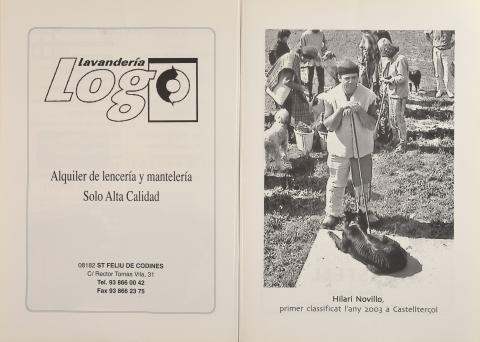 lavandería
Logo
Alquiler de lencería y mantelería
Solo Alta Calidad
08182 ST FELIU DE CODINES
C/ Rector Tomàs Vila, 31
Tel. 93 866 00 42
Fax 93 866 23 75
Hilari Novillo,
primer classificat l'any 2003 a Castellterçol